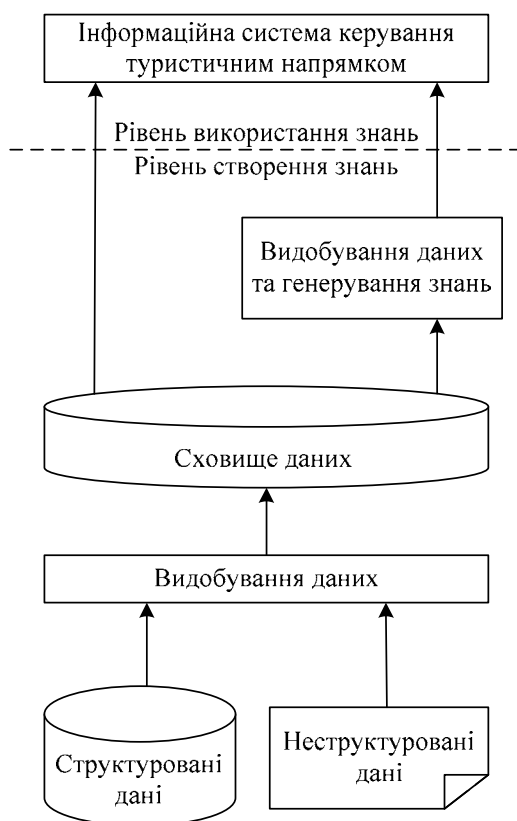 Інформаційна система керування
туристичним напрямком
Рівень використання знань
Рівень створення знань
Видобування даних
та генерування знань
Сховище даних
Видобування даних
Структуровані
дані
Неструктуровані
дані